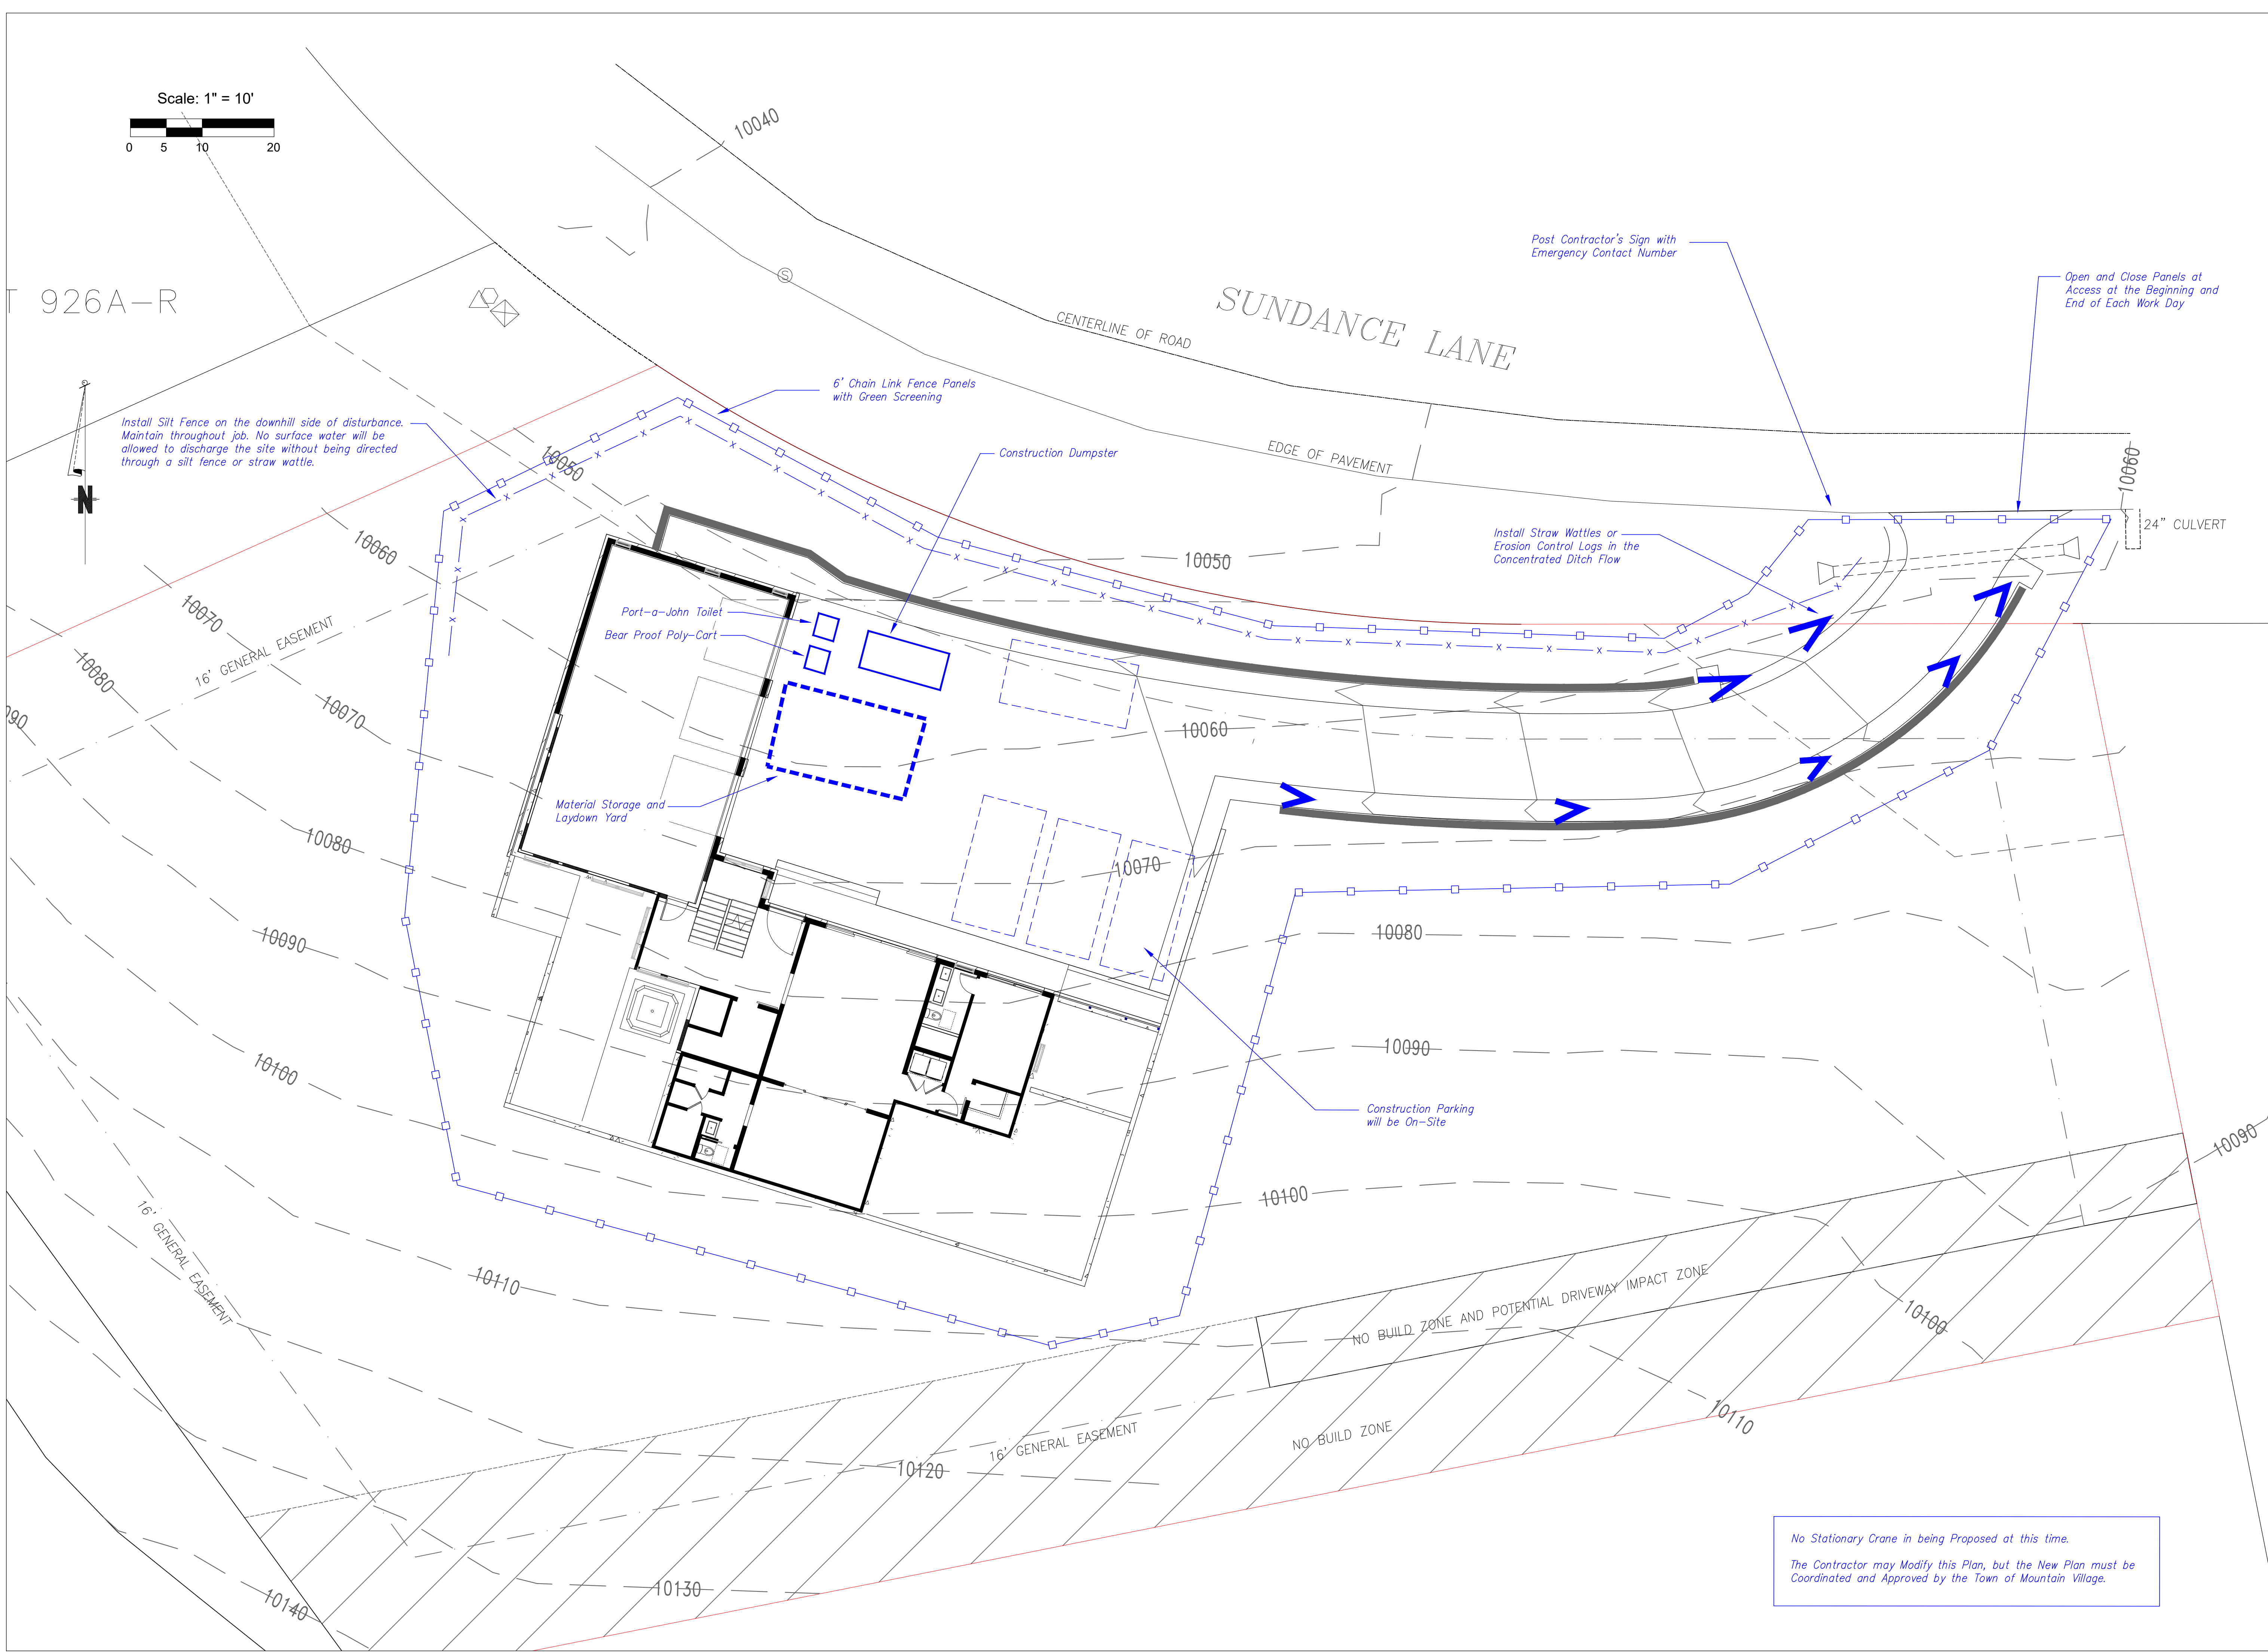 Scale: 1" = 10'
0 5 10 20
10040
SUNDANCE LANE
CENTERLINE OF ROAD
EDGE OF PAVEMENT
S
T 926A-R
N
Post Contractor's Sign with
Emergency Contact Number
Open and Close Panels at
Access at the Beginning and
End of Each Work Day
6' Chain Link Fence Panels
with Green Screening
Install Silt Fence on the downhill side of disturbance.
Maintain throughout job. No surface water will be
allowed to discharge the site without being directed
through a silt fence or straw wattle.
Construction Dumpster
10050
10060
24" CULVERT
Install Straw Wattles or
Erosion Control Logs in the
Concentrated Ditch Flow
10050
10060
10070
16' GENERAL EASEMENT
10080
090
Port-a-John Toilet
Bear Proof Poly-Cart
10070
10060
Material Storage and
Laydown Yard
10080
10070
10090
10080
10100
10090
Construction Parking
will be On-Site
10090
10100
16' GENERAL EASEMENT
10110
NO BUILD ZONE AND POTENTIAL DRIVEWAY IMPACT ZONE
10100
10110
16' GENERAL EASEMENT
NO BUILD ZONE
10120
10130
10140
No Stationary Crane in being Proposed at this time.
The Contractor may Modify this Plan, but the New Plan must be
Coordinated and Approved by the Town of Mountain Village.